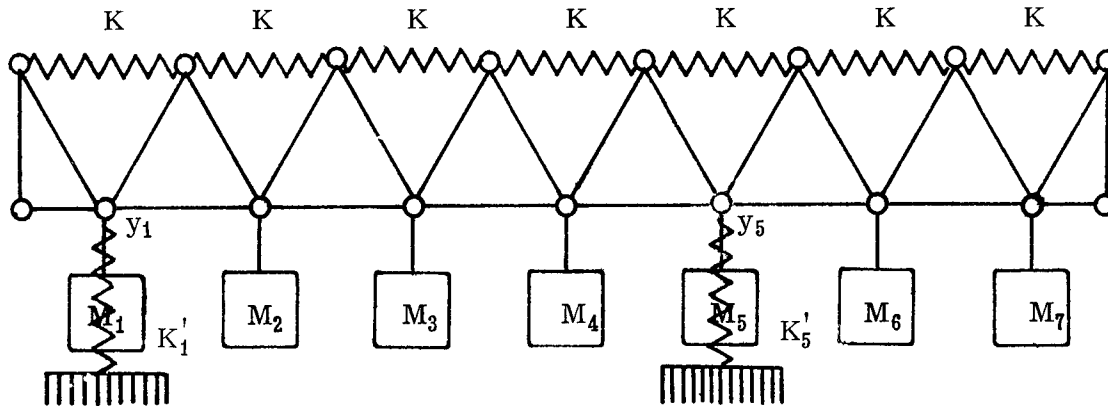 K K K K K K K
y₁ y₅
M₁ M₂ M₃ M₄ M₅ M₆ M₇
K₁' K₅'